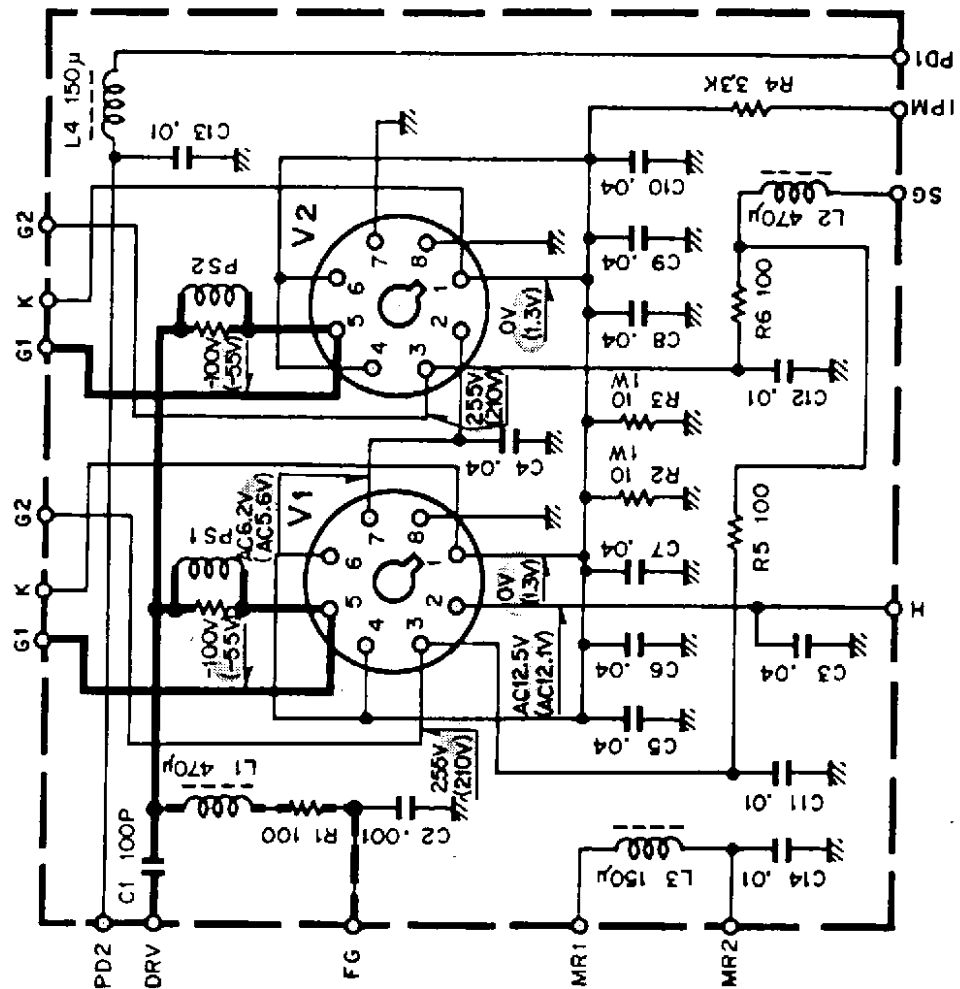 G1
K
G2
G1
K
G2
L4 150μ
C13 .01
PS1
PS2
-100V
(-55V)
-100V
(-55V)
AC6.2V
(AC5.6V)
V1
V2
1
2
3
4
5
6
7
8
1
2
3
4
5
6
7
8
L1 470μ
R1 100
C2 .001
C1 100P
255V
(210V)
255V
(210V)
C4 .04
0V
(1.3V)
0V
(1.3V)
AC12.5V
(AC12.1V)
C5 .04
C6 .04
C7 .04
R2 10 1W
R3 10 1W
C8 .04
C9 .04
C10 .04
R4 3.3K
L2 470μ
R6 100
C12 .01
R5 100
C3 .04
C11 .01
L3 150μ
C14 .01
PD2
DRV
FG
MR1
MR2
H
SG
IPM
PD1